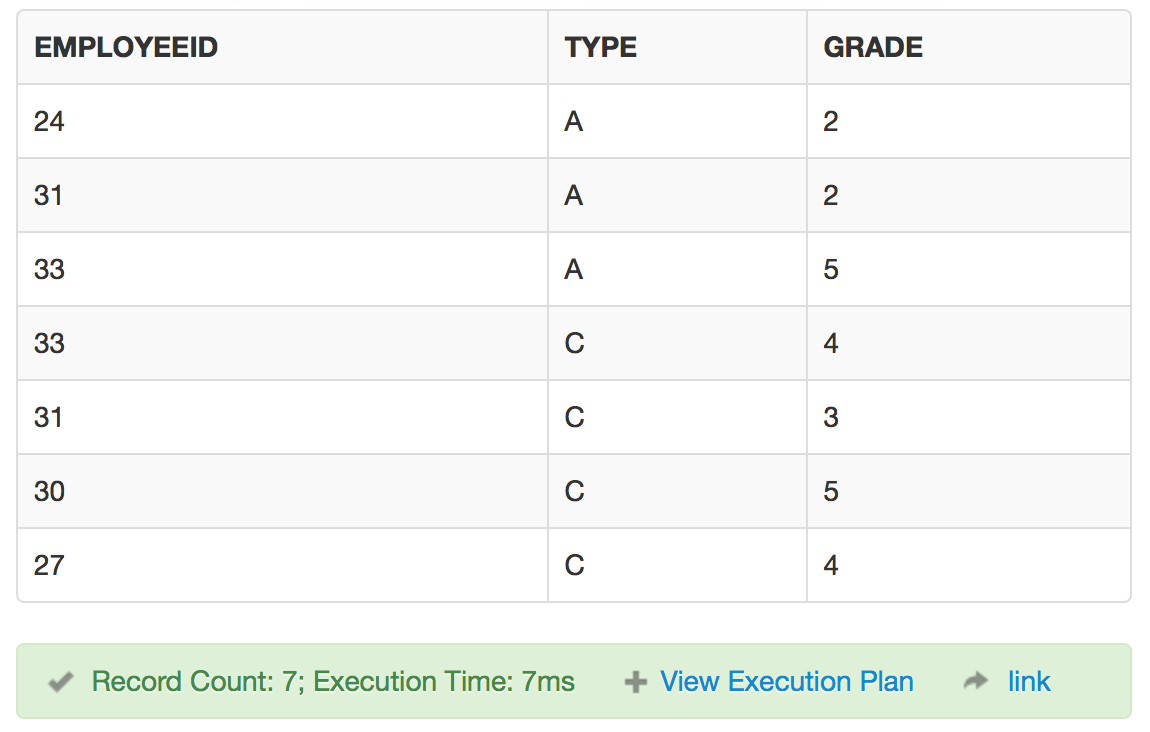 EMPLOYEEID TYPE GRADE
24 A 2
31 A 2
33 A 5
33 C 4
31 C 3
30 C 5
27 C 4
Record Count: 7; Execution Time: 7ms View Execution Plan link